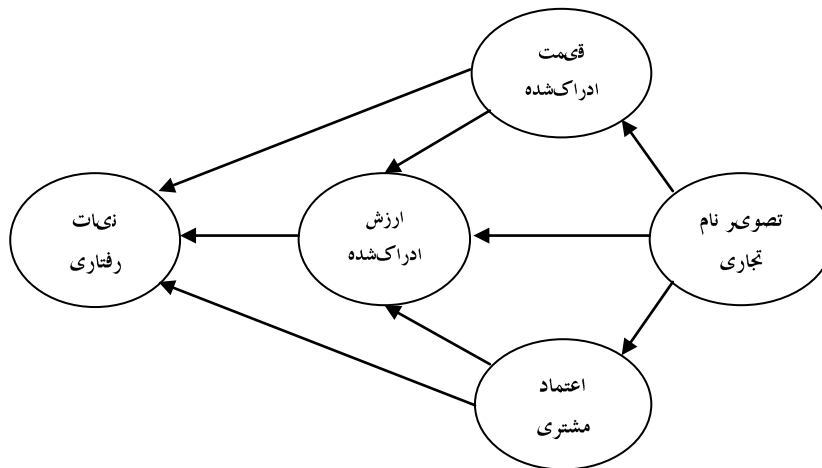 قیمت
ادراک‌شده
تصویر نام
تجاری
ارزش
ادراک‌شده
نیات
رفتاری
اعتماد
مشتری